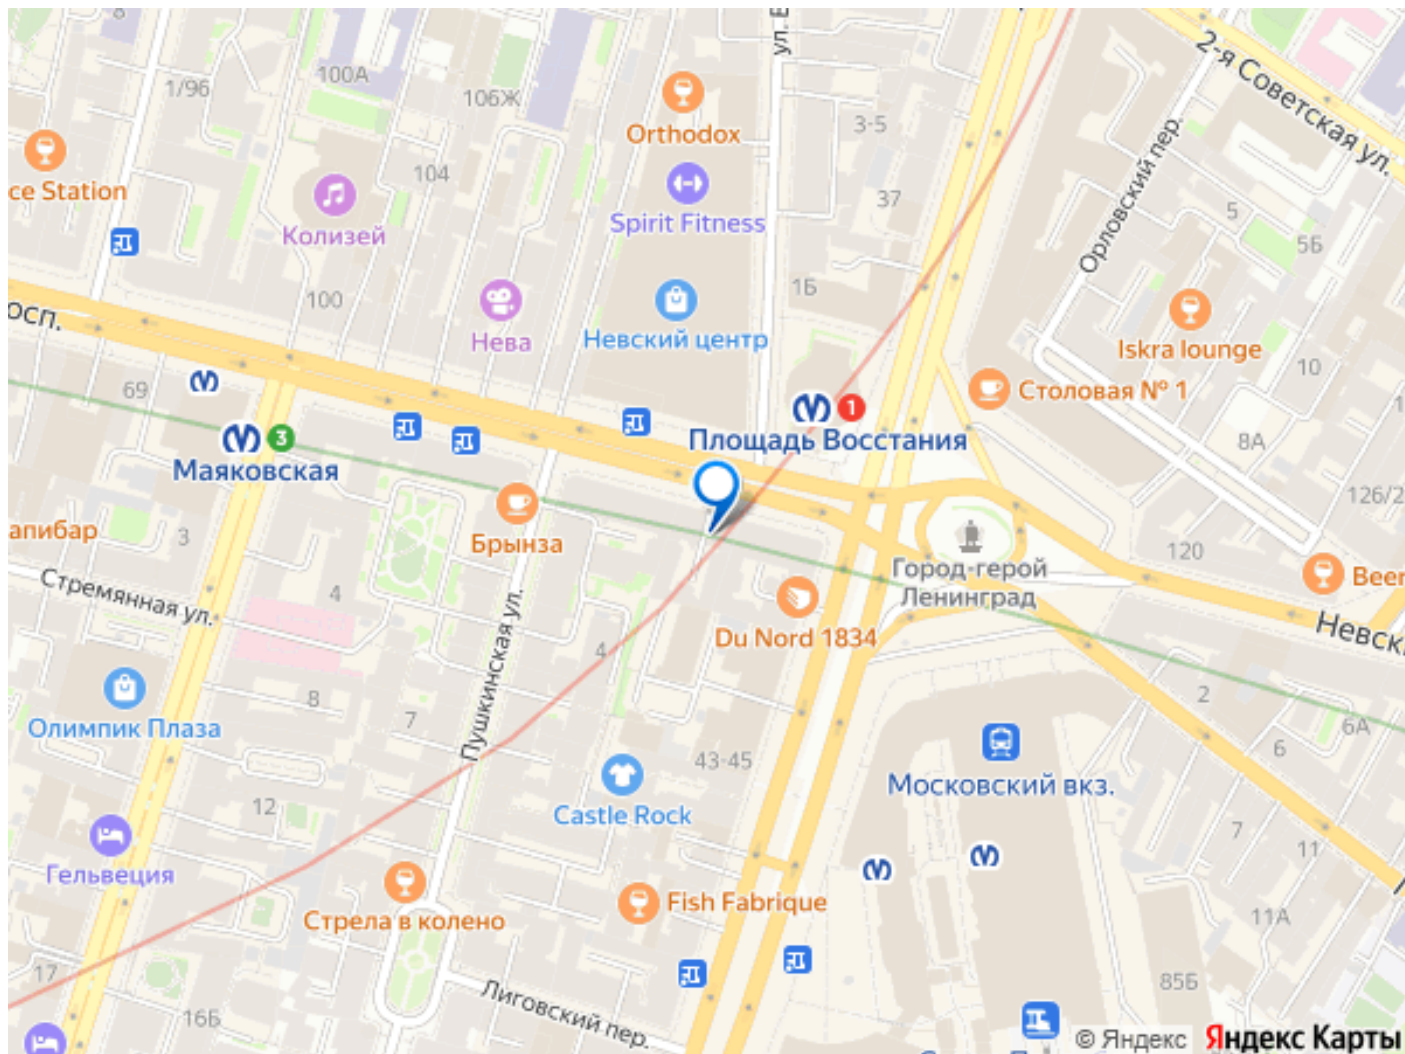 8
100А
1/96
106Ж
ул. В
2-я Советская ул.
Orthodox
3-5
Орловский пер.
ce Station
104
37
Spirit Fitness
5
5Б
Колизей
100
1Б
осп.
Нева
Невский центр
Iskra lounge
10
69
1
Столовая № 1
Площадь Восстания
8А
3
Маяковская
126/2
апибар
3
Брынза
120
Город-герой
Ленинград
Beer
Стремянная ул.
4
Пушкинская ул.
4
Du Nord 1834
Невск
8
7
2
6А
6
Олимпик Плаза
43-45
Московский вкз.
12
Castle Rock
7
11
Гельвеция
Стрела в колено
Fish Fabrique
11А
17
16Б
Лиговский пер.
85Б
© Яндекс
Яндекс Карты